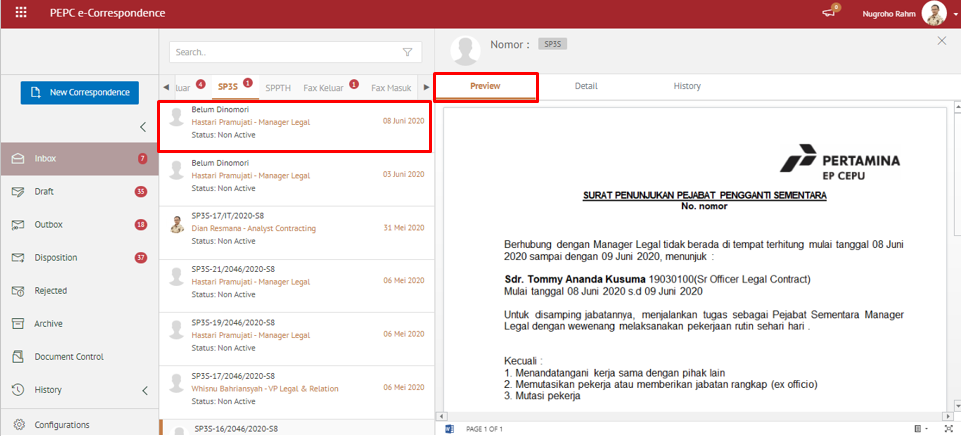 PEPC e-Correspondence
6
Nugroho Rahm
New Correspondence
Inbox 7
Draft 35
Outbox 18
Disposition 37
Rejected
Archive
Document Control
History
Configurations
Search..
luar 4 SP3S 1 SPPTH Fax Keluar 1 Fax Masuk
Belum Dinomori
Hastari Pramujati - Manager Legal 08 Juni 2020
Status: Non Active
Belum Dinomori
Hastari Pramujati - Manager Legal 03 Juni 2020
Status: Non Active
SP3S-17/IT/2020-S8
Dian Resmana - Analyst Contracting 31 Mei 2020
Status: Non Active
SP3S-21/2046/2020-S8
Hastari Pramujati - Manager Legal 06 Mei 2020
Status: Non Active
SP3S-19/2046/2020-S8
Hastari Pramujati - Manager Legal 06 Mei 2020
Status: Non Active
SP3S-18/2046/2020-S8
Whisnu Bahriansyah - VP Legal & Relation 06 Mei 2020
Status: Non Active
SP3S-16/2046/2020-S8
Nomor : SP3S
Preview Detail History
PERTAMINA
EP CEPU
SURAT PENUNJUKAN PEJABAT PENGGANTI SEMENTARA
No. nomor
Berhubung dengan Manager Legal tidak berada di tempat terhitung mulai tanggal 08 Juni
2020 sampai dengan 09 Juni 2020, menunjuk :
Sdr. Tommy Ananda Kusuma 19030100(Sr Officer Legal Contract)
Mulai tanggal 08 Juni 2020 s.d 09 Juni 2020
Untuk disamping jabatannya, menjalankan tugas sebagai Pejabat Sementara Manager
Legal dengan wewenang melaksanakan pekerjaan rutin sehari hari .
Kecuali :
1. Menandatangani kerja sama dengan pihak lain
2. Memutasikan pekerja atau memberikan jabatan rangkap (ex officio)
3. Mutasi pekerja
PAGE 1 OF 1